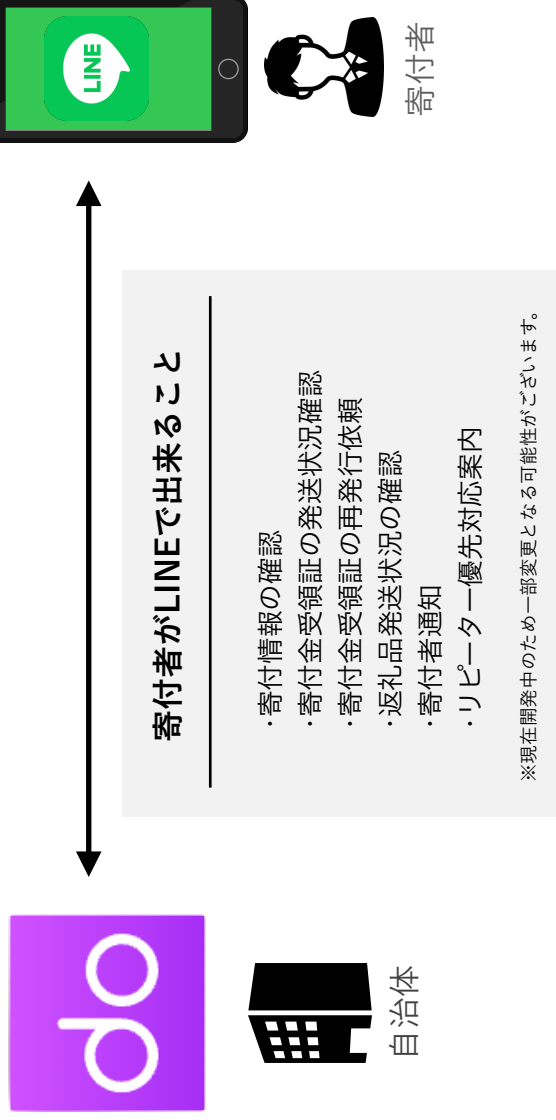 do
自治体
寄付者がLINEで出来ること
・寄付情報の確認
・寄付金受領証の発送状況確認
・寄付金受領証の再発行依頼
・返礼品発送状況の確認
・寄付者通知
・リピーター優先対応案内
※現在開発中のため一部変更となる可能性がございます。
LINE
寄付者